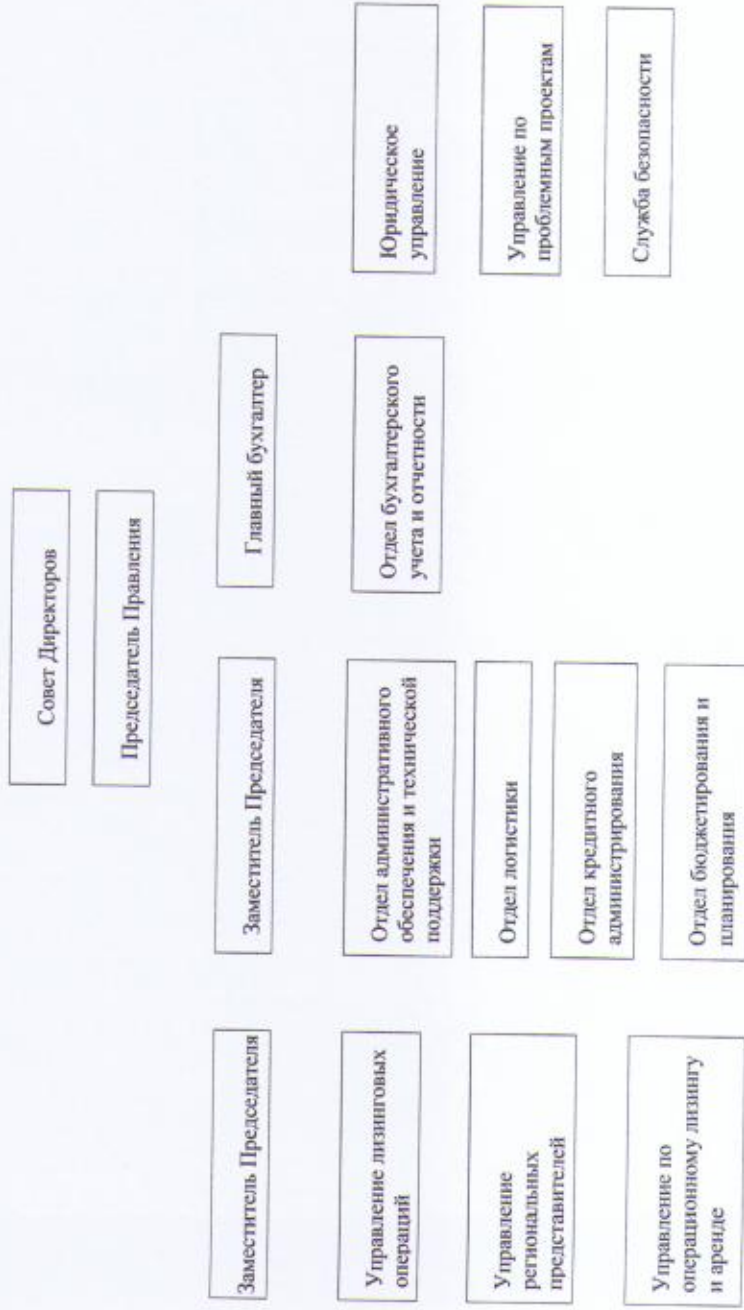 Совет Директоров
Председатель Правления
Заместитель Председателя
Заместитель Председателя
Главный бухгалтер
Управление лизинговых
операций
Управление
региональных
представителей
Управление по
операционному лизингу
и аренде
Отдел административного
обеспечения и технической
поддержки
Отдел логистики
Отдел кредитного
администрирования
Отдел бюджетирования и
планирования
Отдел бухгалтерского
учета и отчетности
Юридическое
управление
Управление по
проблемным проектам
Служба безопасности